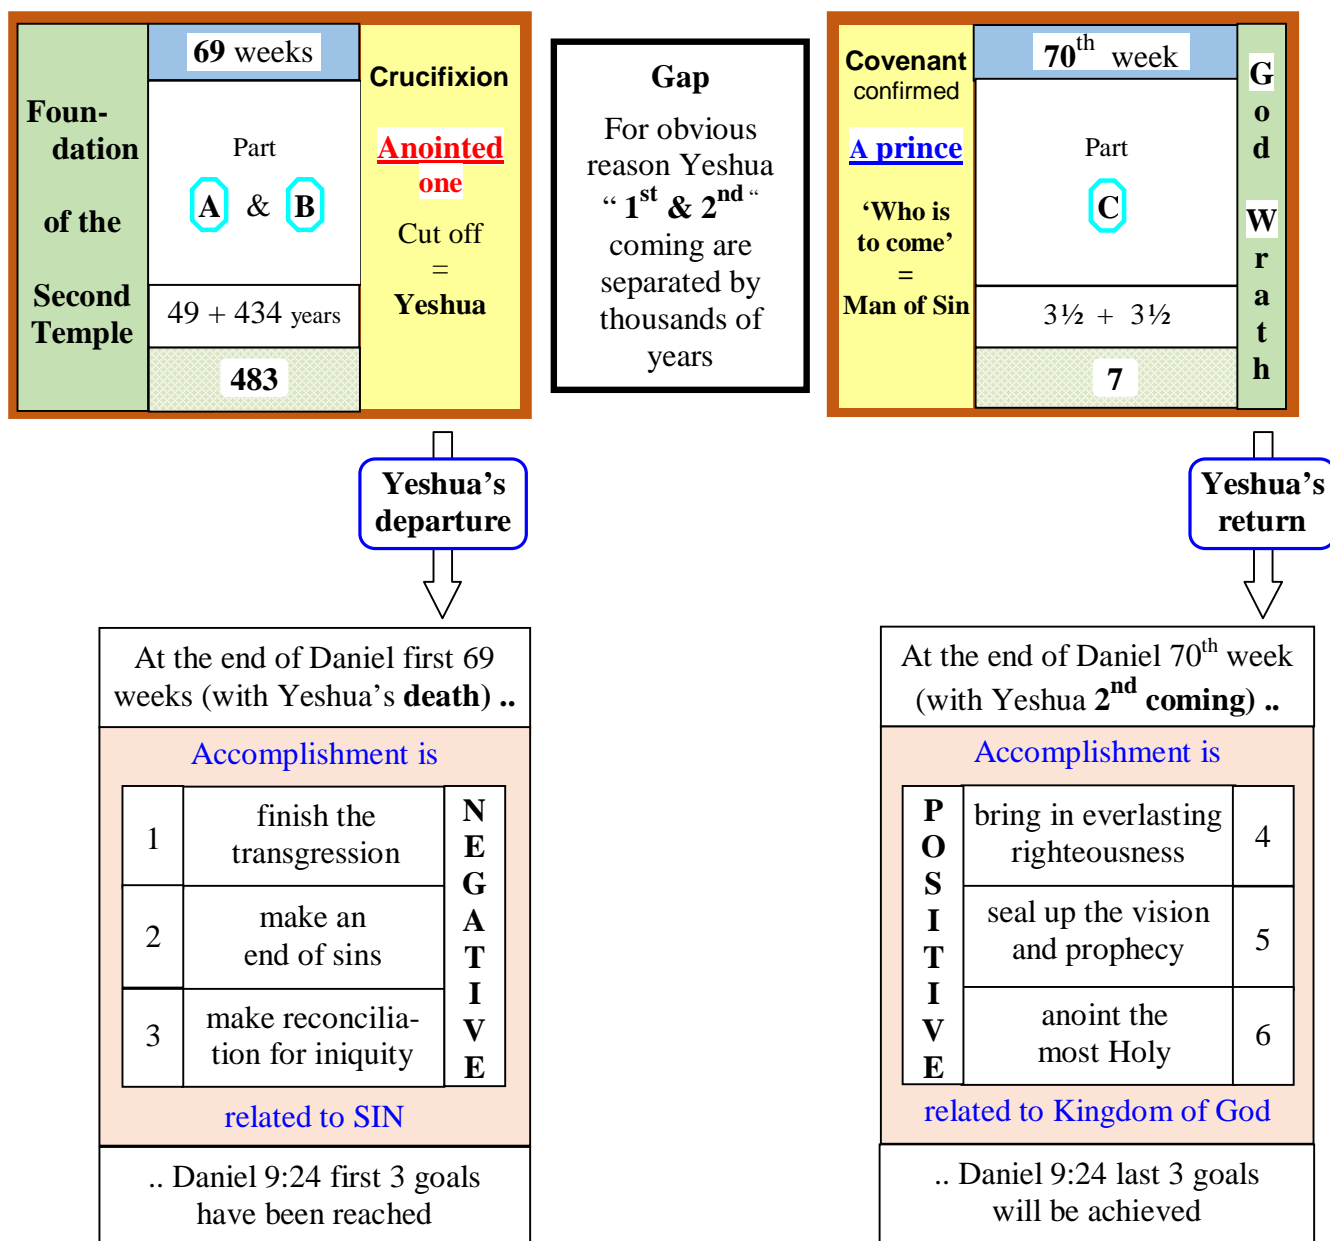 Foun-
dation
of the
Second
Temple
69 weeks
Part
A & B
49 + 434 years
483
Crucifixion
Anointed
one
Cut off
=
Yeshua
Gap
For obvious
reason Yeshua
“ 1st & 2nd “
coming are
separated by
thousands of
years
Covenant
confirmed
A prince
‘Who is
to come’
=
Man of Sin
70th week
Part
C
3½ + 3½
7
God
Wrath
Yeshua’s
departure
Yeshua’s
return
At the end of Daniel first 69
weeks (with Yeshua’s death) ..
Accomplishment is
1
finish the
transgression
2
make an
end of sins
3
make reconcilia-
tion for iniquity
NEGATIVE
related to SIN
.. Daniel 9:24 first 3 goals
have been reached
At the end of Daniel 70th week
(with Yeshua 2nd coming) ..
Accomplishment is
POSITIVE
bring in everlasting
righteousness
4
seal up the vision
and prophecy
5
anoint the
most Holy
6
related to Kingdom of God
.. Daniel 9:24 last 3 goals
will be achieved